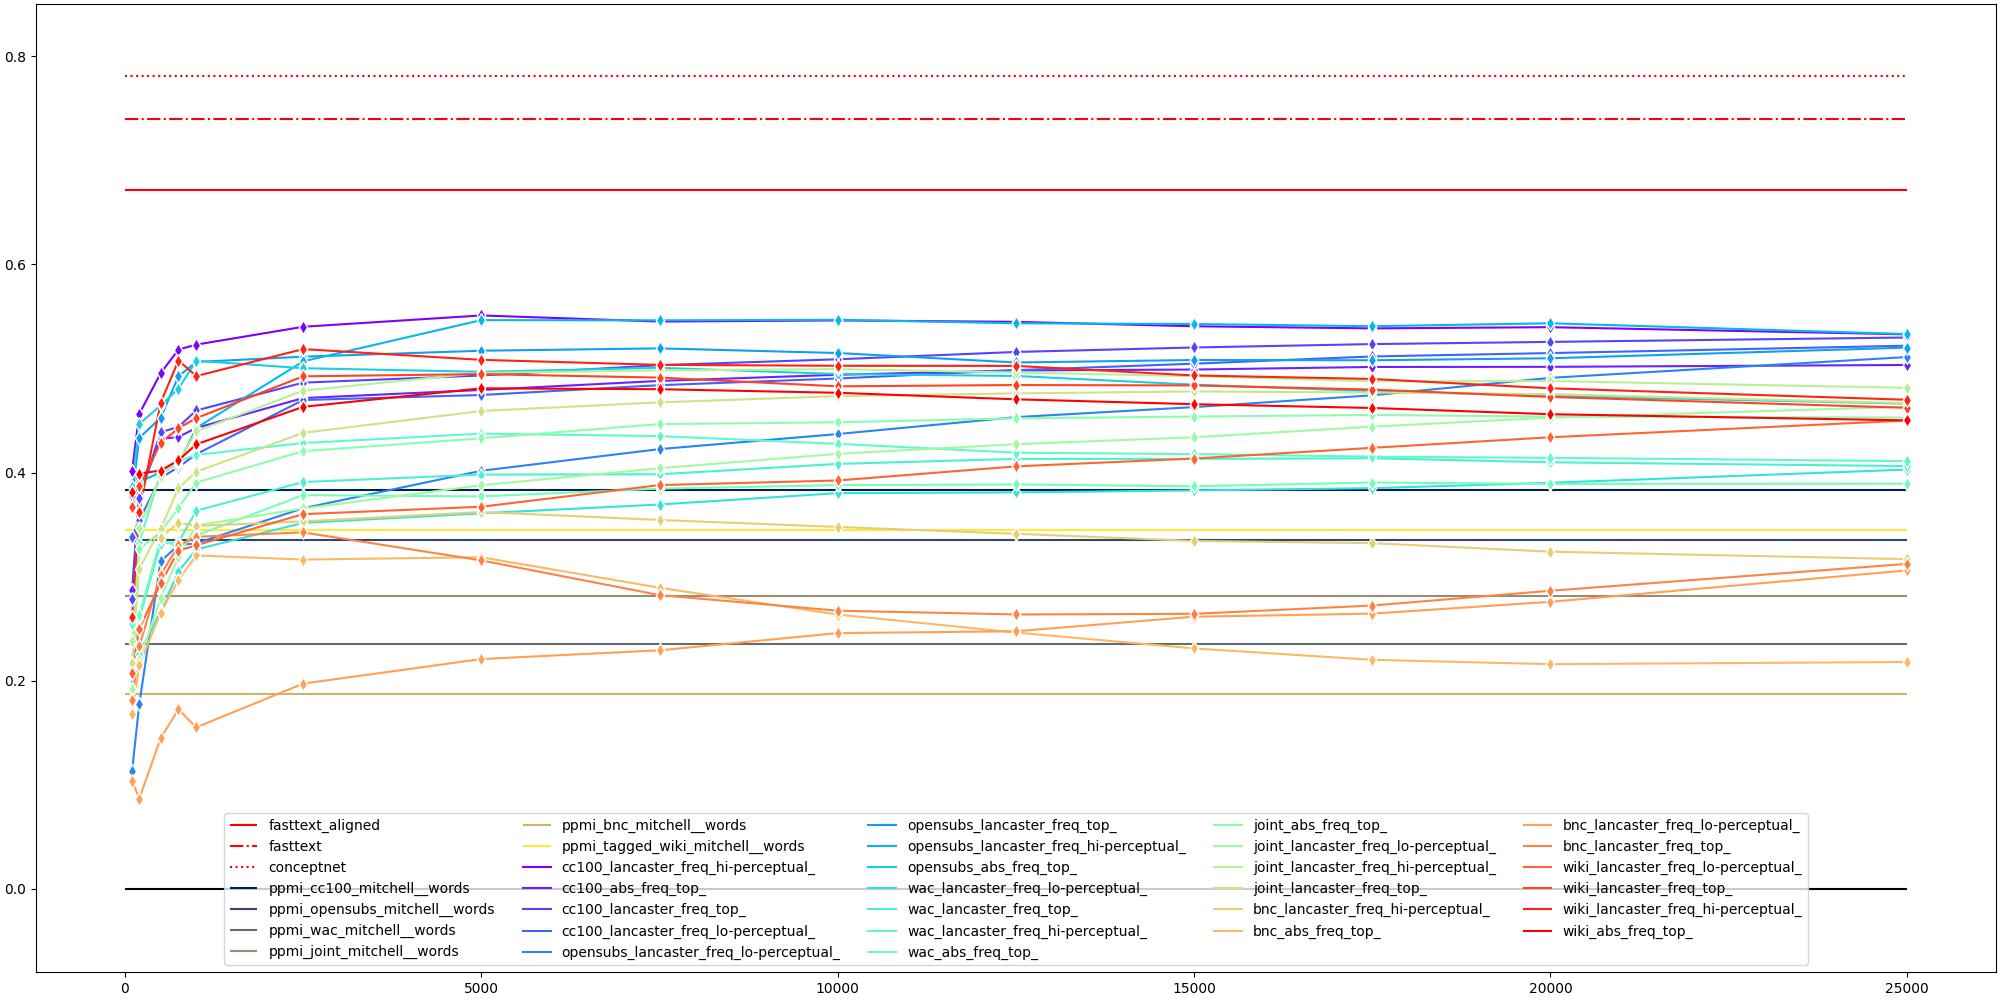 0.8
0.6
0.4
0.2
0.0
fasttext_aligned
fasttext
conceptnet
ppmi_cc100_mitchell__words
ppmi_opensubs_mitchell__words
ppmi_wac_mitchell__words
ppmi_joint_mitchell__words
ppmi_bnc_mitchell__words
ppmi_tagged_wiki_mitchell__words
cc100_lancaster_freq_hi-perceptual_
cc100_abs_freq_top_
cc100_lancaster_freq_top_
cc100_lancaster_freq_lo-perceptual_
opensubs_lancaster_freq_lo-perceptual_
opensubs_lancaster_freq_top_
opensubs_lancaster_freq_hi-perceptual_
opensubs_abs_freq_top_
wac_lancaster_freq_lo-perceptual_
wac_lancaster_freq_top_
wac_lancaster_freq_hi-perceptual_
wac_abs_freq_top_
joint_abs_freq_top_
joint_lancaster_freq_lo-perceptual_
joint_lancaster_freq_hi-perceptual_
joint_lancaster_freq_top_
bnc_lancaster_freq_hi-perceptual_
bnc_abs_freq_top_
bnc_lancaster_freq_lo-perceptual_
bnc_lancaster_freq_top_
wiki_lancaster_freq_lo-perceptual_
wiki_lancaster_freq_top_
wiki_lancaster_freq_hi-perceptual_
wiki_abs_freq_top_
0 5000 10000 15000 20000 25000